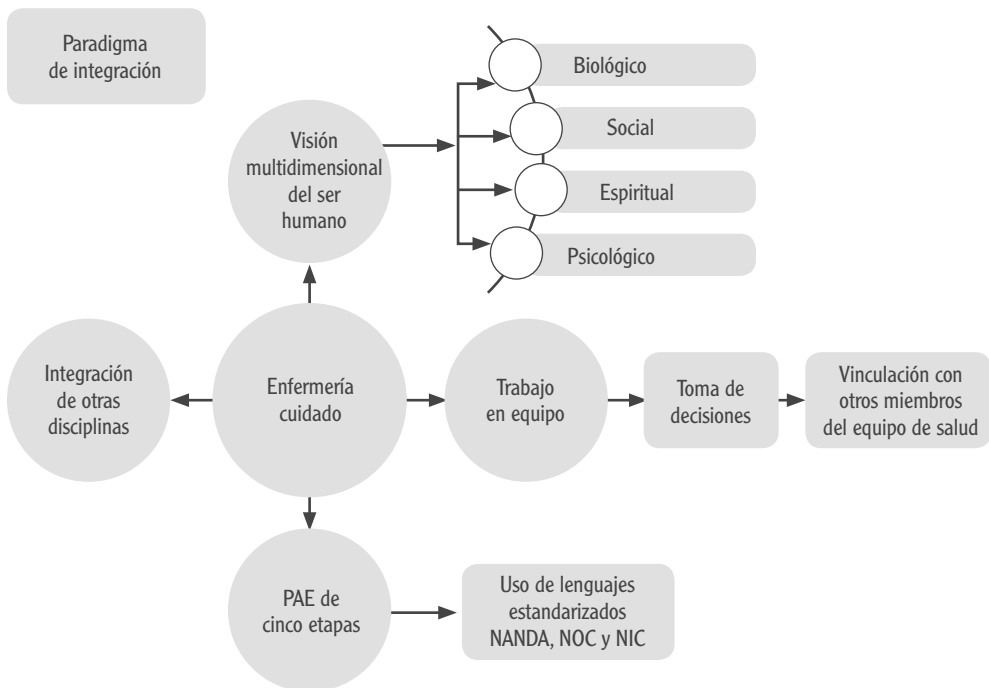 Paradigma
de integración
Visión
multidimensional
del ser
humano
Biológico
Social
Espiritual
Psicológico
Integración
de otras
disciplinas
Enfermería
cuidado
Trabajo
en equipo
Toma de
decisiones
Vinculación con
otros miembros
del equipo de salud
PAE de
cinco etapas
Uso de lenguajes
estandarizados
NANDA, NOC y NIC